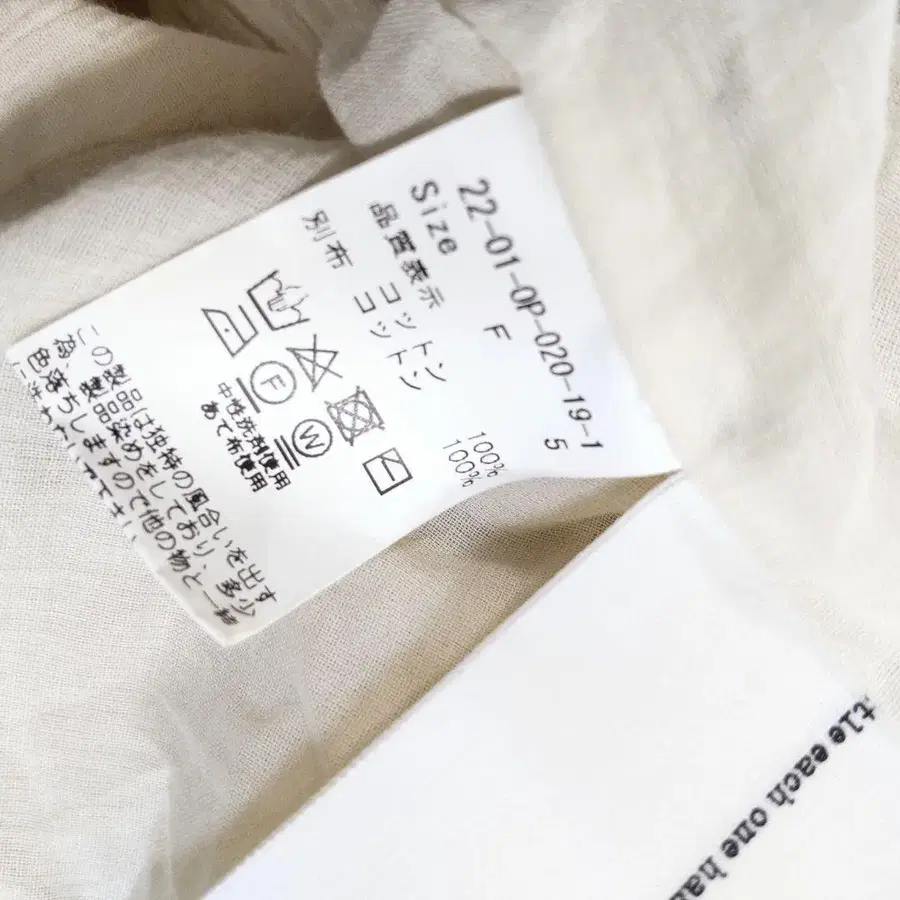 22-01-OP-020-19-1
Size F 5
品質表示 コットン 100%
別布 コットン 100%
F
W
中性洗剤使用
あて布使用
この製品は独特の風合いを出す
為、製品染めをしており、多少
色落ちしますので他の物と一緒
tle each one ha